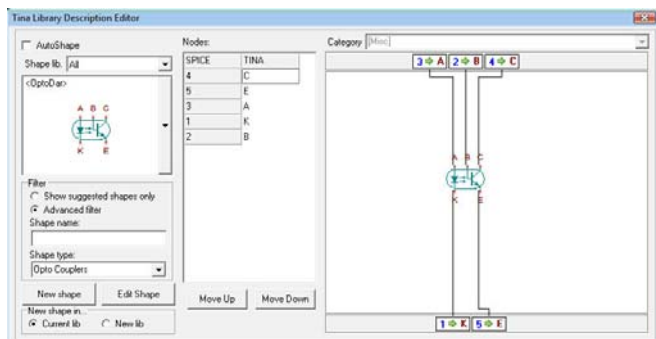 Tina Library Description Editor
AutoShape
Shape lib. All
<OptoDar>
A B C
K E
Filter
Show suggested shapes only
Advanced filter
Shape name:
Shape type:
Opto Couplers
New shape Edit Shape
New shape in...
Current lib New lib
Nodes:
SPICE TINA
4 C
5 E
3 A
1 K
2 B
Move Up Move Down
Category [Misc]
3 A 2 B 4 C
A B C
K E
1 K 5 E